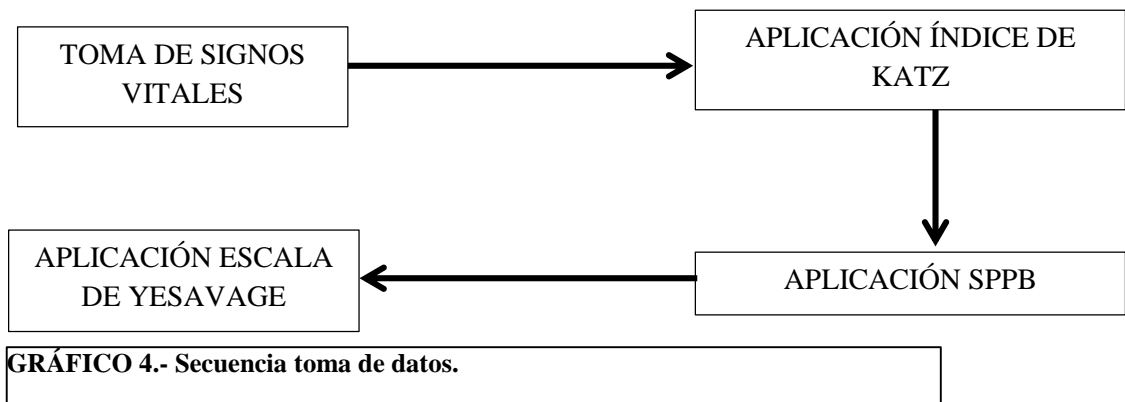 TOMA DE SIGNOS
VITALES
APLICACIÓN ÍNDICE DE
KATZ
APLICACIÓN ESCALA
DE YESAVAGE
APLICACIÓN SPPB
GRÁFICO 4.- Secuencia toma de datos.